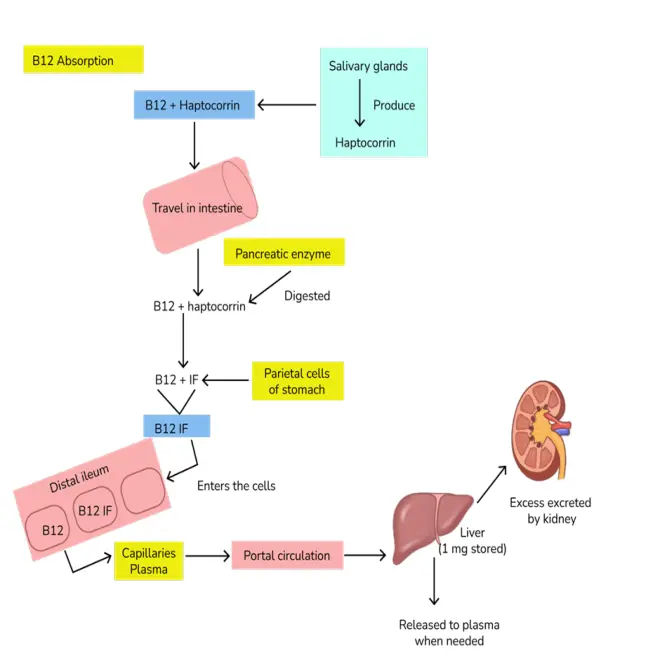 B12 Absorption
Salivary glands
Produce
Haptocorrin
B12 + Haptocorrin
Travel in intestine
Pancreatic enzyme
Digested
B12 + haptocorrin
B12 + IF
Parietal cells
of stomach
B12 IF
Enters the cells
Distal ileum
B12
B12 IF
Capillaries
Plasma
Portal circulation
Liver
(1 mg stored)
Excess excreted
by kidney
Released to plasma
when needed